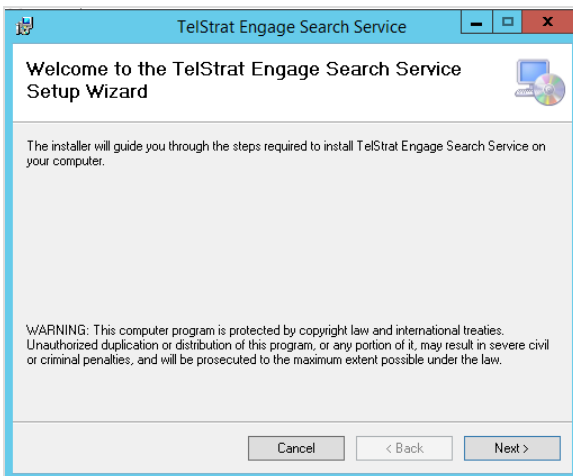 TelStrat Engage Search Service
Welcome to the TelStrat Engage Search Service
Setup Wizard
The installer will guide you through the steps required to install TelStrat Engage Search Service on
your computer.
WARNING: This computer program is protected by copyright law and international treaties.
Unauthorized duplication or distribution of this program, or any portion of it, may result in severe civil
or criminal penalties, and will be prosecuted to the maximum extent possible under the law.
Cancel
< Back
Next >